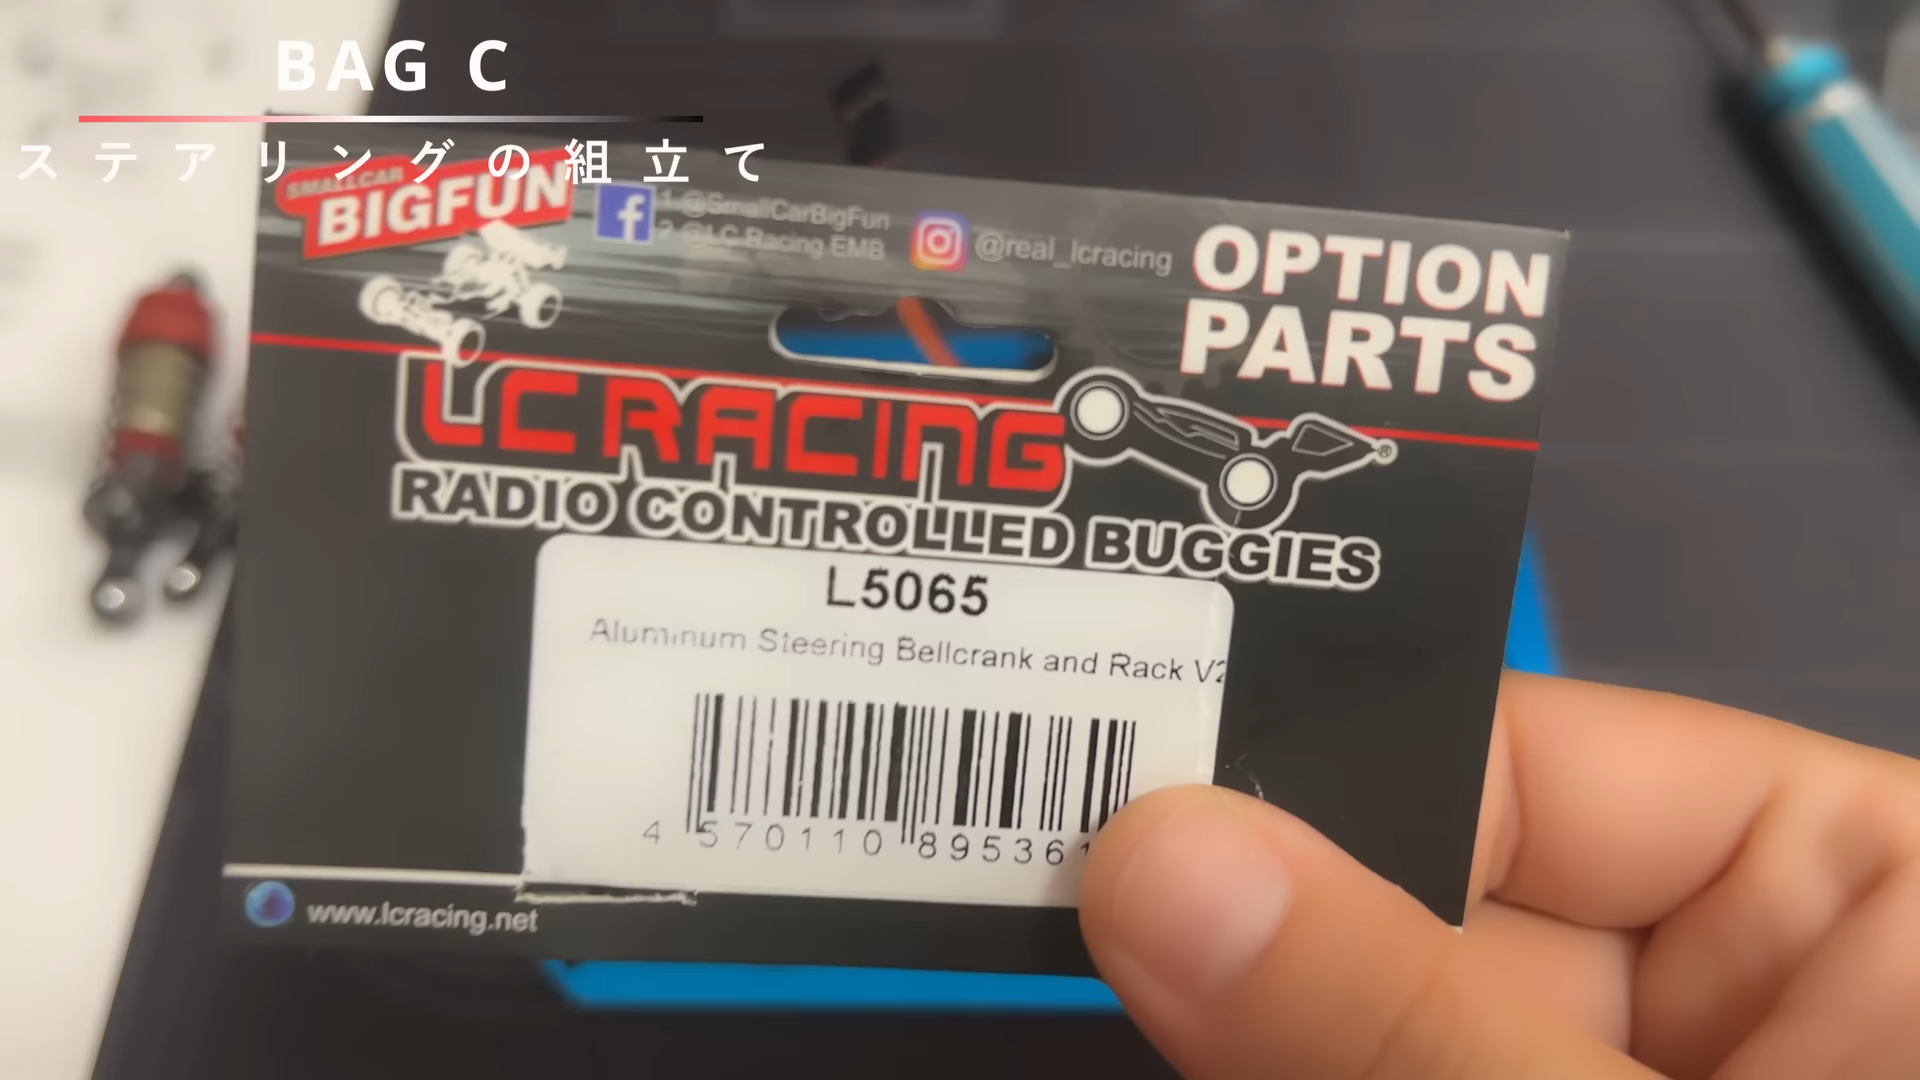 BAG C
ステアリングの組立て
SMALLCAR
BIGFUN
1 @SmallCarBigFun
2 @LC Racing EMB
@real_lcracing
OPTION
PARTS
LC RACING
®
RADIO CONTROLLED BUGGIES
L5065
Aluminum Steering Bellcrank and Rack V2
4 570110 89536
www.lcracing.net